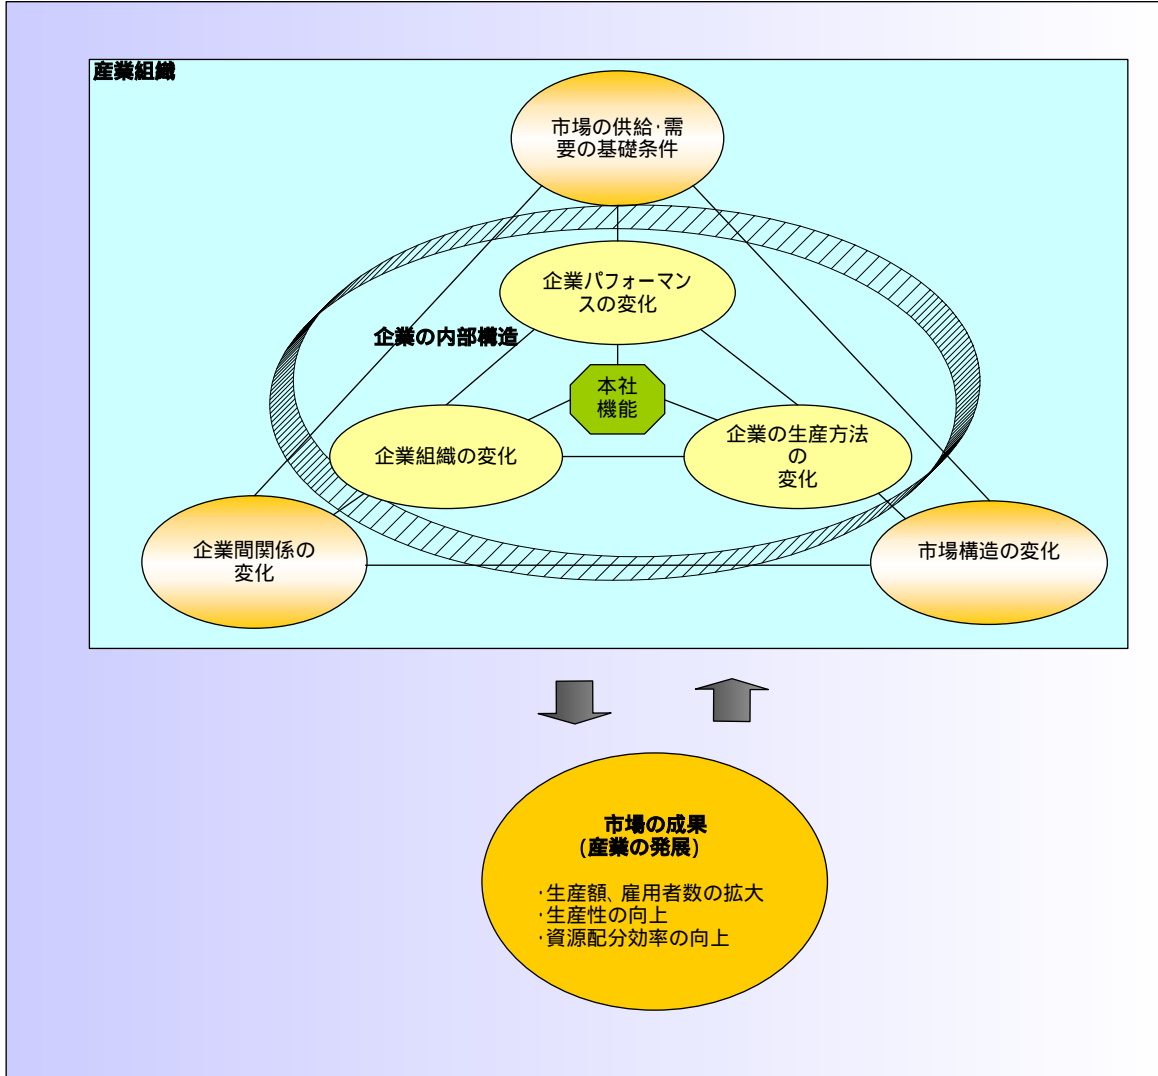 産業組織
市場の供給・需
要の基礎条件
企業パフォーマン
スの変化
企業の内部構造
本社
機能
企業組織の変化
企業の生産方法
の
変化
企業間関係の
変化
市場構造の変化
市場の成果
(産業の発展)
・生産額、雇用者数の拡大
・生産性の向上
・資源配分効率の向上